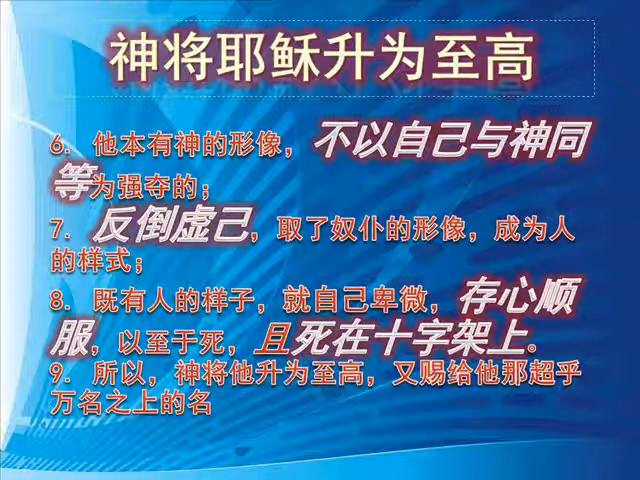 神将耶稣升为至高
6. 他本有神的形像，不以自己与神同
等为强夺的；
7. 反倒虚己，取了奴仆的形像，成为人
的样式；
8. 既有人的样子，就自己卑微，存心顺
服，以至于死，且死在十字架上。
9. 所以，神将他升为至高，又赐给他那超乎
万名之上的名